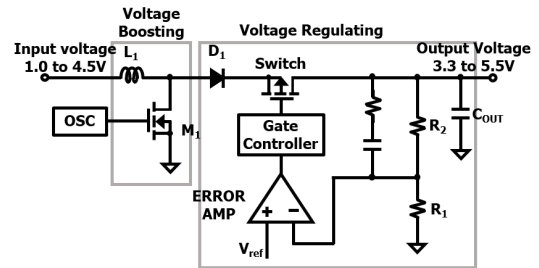 Voltage
Boosting
Voltage Regulating
Input voltage
1.0 to 4.5V
L1
D1
Switch
Output Voltage
3.3 to 5.5V
OSC
M1
Gate
Controller
R2
COUT
ERROR
AMP
+ −
R1
Vref